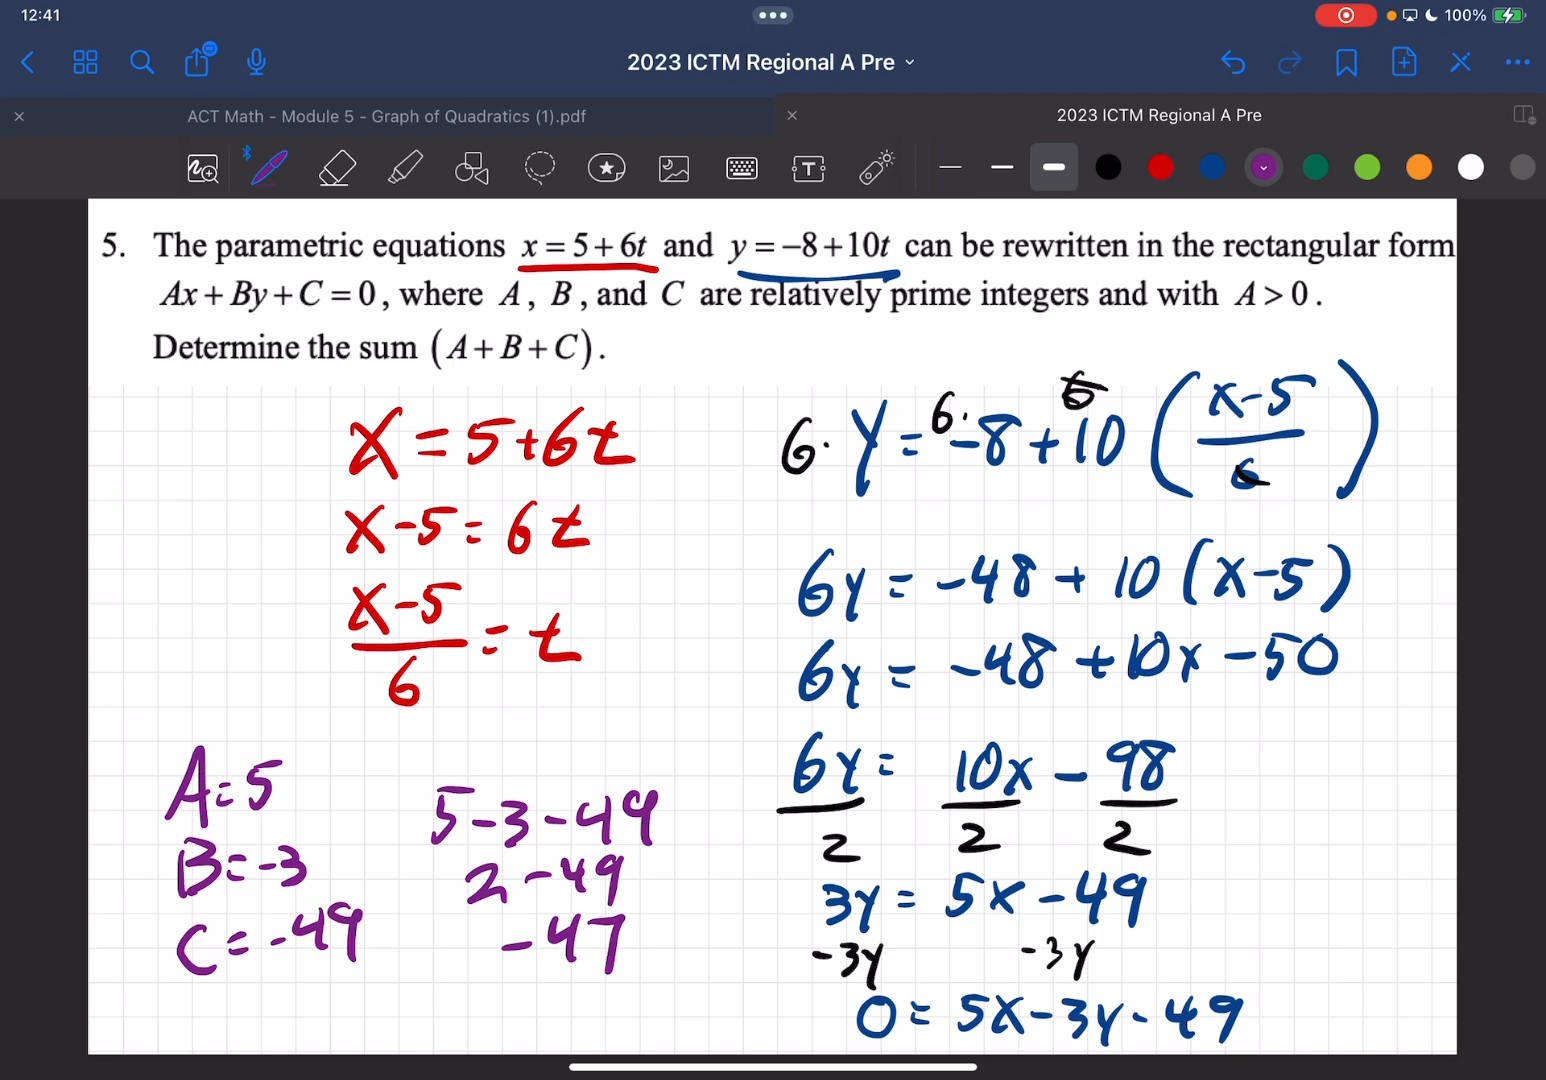 12:41
100%
2023 ICTM Regional A Pre
ACT Math - Module 5 - Graph of Quadratics (1).pdf
2023 ICTM Regional A Pre
5. The parametric equations x = 5 + 6t and y = −8 + 10t can be rewritten in the rectangular form
Ax + By + C = 0, where A, B, and C are relatively prime integers and with A > 0.
Determine the sum (A + B + C).
x = 5 + 6t
x - 5 = 6t
x - 5
6
= t
6
6· y = 6· -8 + 10 (x - 5 / 6)
6y = -48 + 10 (x - 5)
6y = -48 + 10x - 50
6y = 10x - 98
2 2 2
3y = 5x - 49
-3y -3y
0 = 5x - 3y - 49
A = 5
B = -3
C = -49
5 - 3 - 49
2 - 49
- 47